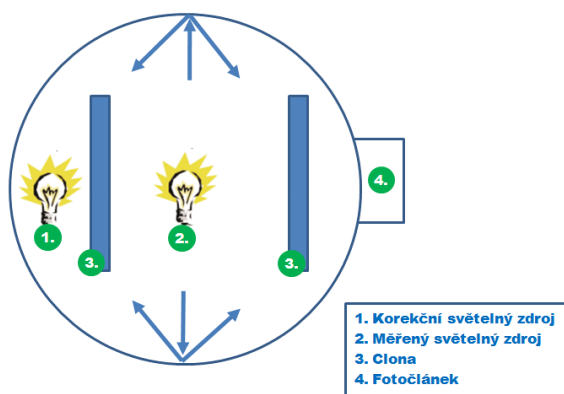 1.
2.
3.
3.
4.
1. Korekční světelný zdroj
2. Měřený světelný zdroj
3. Clona
4. Fotočlánek